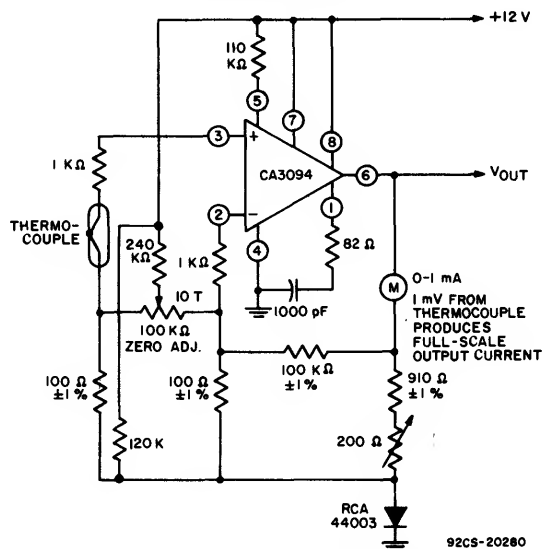 +12 V
110
KΩ
5
7
8
3
+
1 KΩ
CA3094
6
VOUT
2
−
1
THERMO-
COUPLE
240
KΩ
4
1 KΩ
82 Ω
1000 pF
M
0-1 mA
1 mV FROM
THERMOCOUPLE
PRODUCES
FULL-SCALE
OUTPUT CURRENT
10 T
100 KΩ
ZERO ADJ.
100 KΩ
±1%
100 Ω
±1%
100 Ω
±1%
910 Ω
±1%
120 K
200 Ω
RCA
44003
92CS-20280